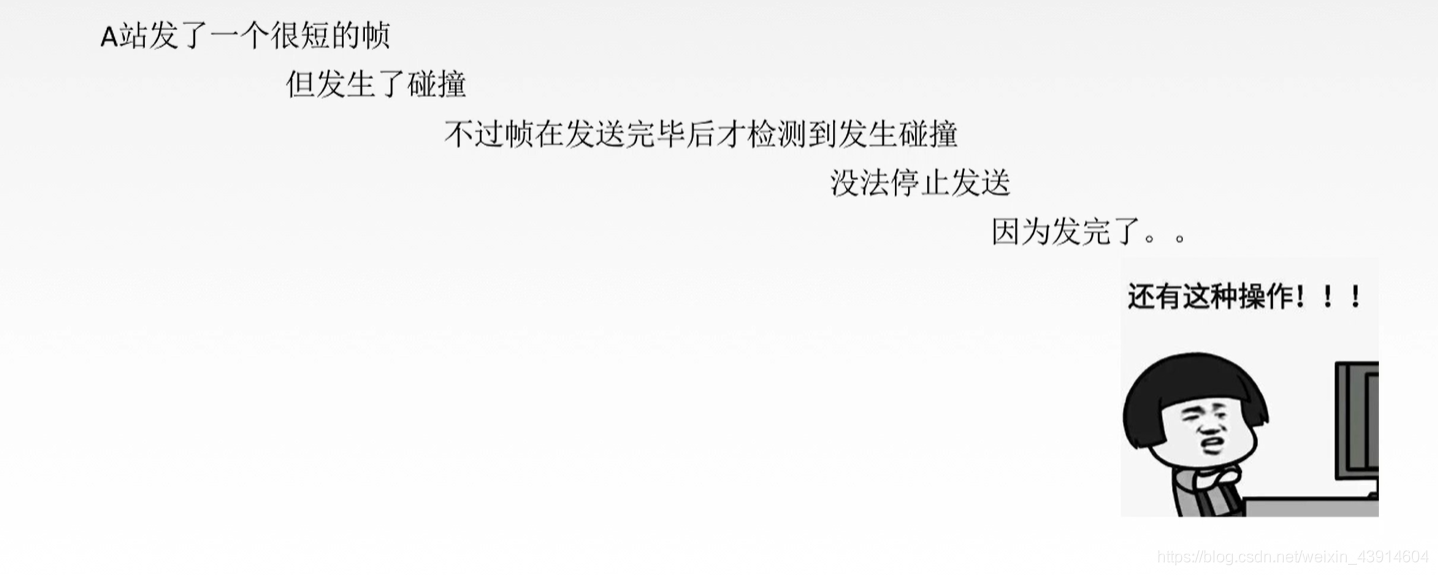 A站发了一个很短的帧
但发生了碰撞
不过帧在发送完毕后才检测到发生碰撞
没法停止发送
因为发完了。。
还有这种操作！！！
https://blog.csdn.net/weixin_43914604